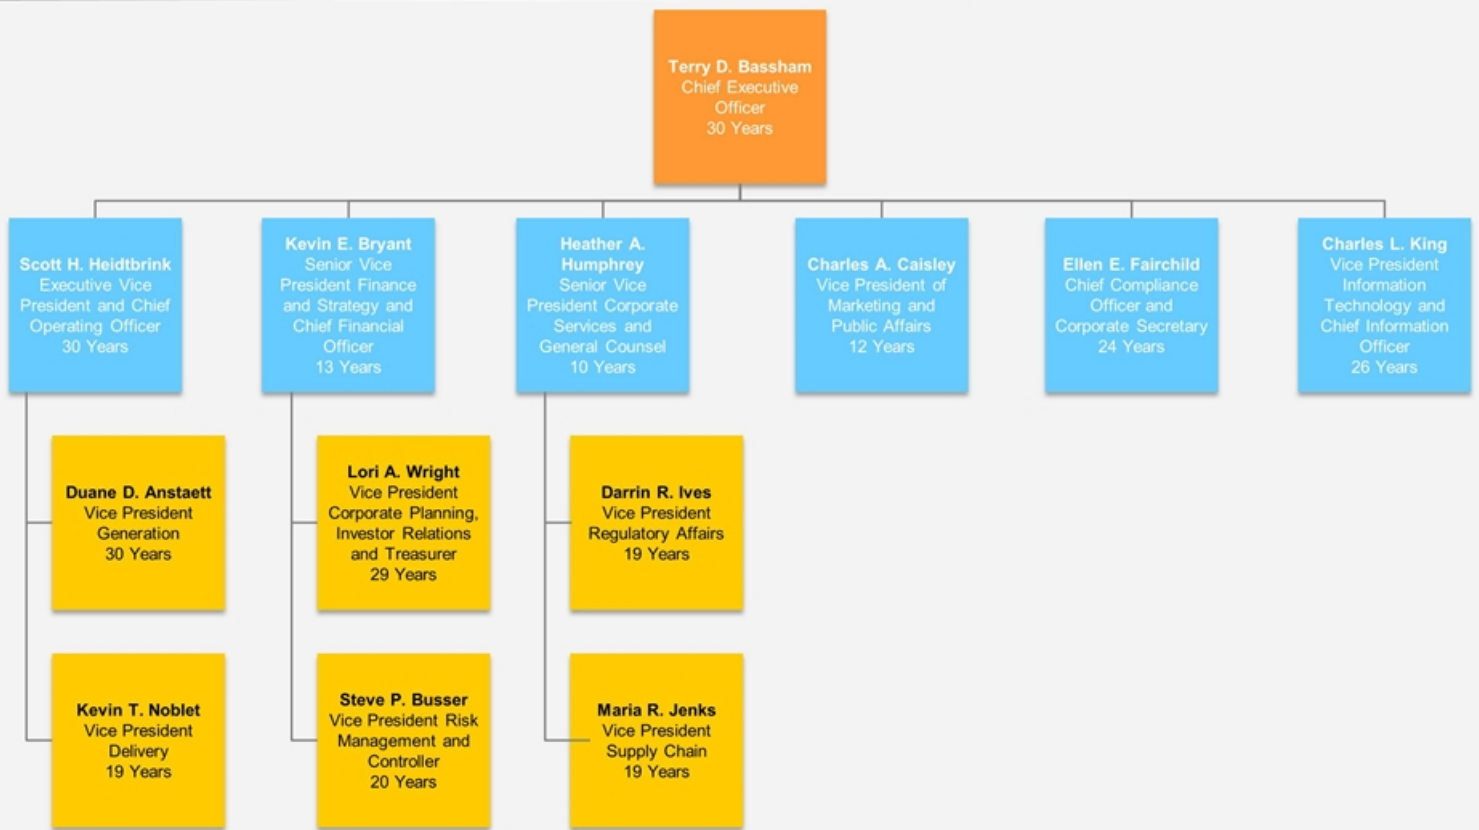 Terry D. Bassham
Chief Executive
Officer
30 Years
Scott H. Heidtbrink
Executive Vice
President and Chief
Operating Officer
30 Years
Kevin E. Bryant
Senior Vice
President Finance
and Strategy and
Chief Financial
Officer
13 Years
Heather A.
Humphrey
Senior Vice
President Corporate
Services and
General Counsel
10 Years
Charles A. Caisley
Vice President of
Marketing and
Public Affairs
12 Years
Ellen E. Fairchild
Chief Compliance
Officer and
Corporate Secretary
24 Years
Charles L. King
Vice President
Information
Technology and
Chief Information
Officer
26 Years
Duane D. Anstaett
Vice President
Generation
30 Years
Lori A. Wright
Vice President
Corporate Planning,
Investor Relations
and Treasurer
29 Years
Darrin R. Ives
Vice President
Regulatory Affairs
19 Years
Kevin T. Noblet
Vice President
Delivery
19 Years
Steve P. Busser
Vice President Risk
Management and
Controller
20 Years
Maria R. Jenks
Vice President
Supply Chain
19 Years